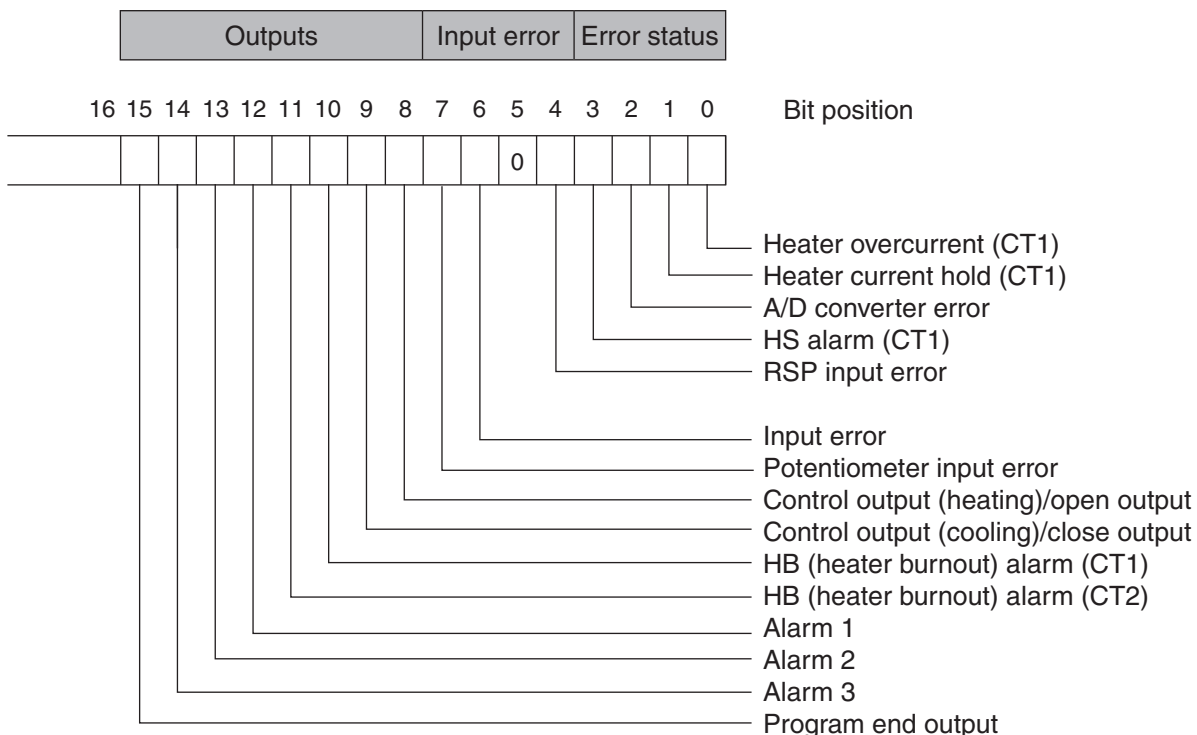 Outputs Input error Error status
16 15 14 13 12 11 10 9 8 7 6 5 4 3 2 1 0 Bit position
0
Heater overcurrent (CT1)
Heater current hold (CT1)
A/D converter error
HS alarm (CT1)
RSP input error
Input error
Potentiometer input error
Control output (heating)/open output
Control output (cooling)/close output
HB (heater burnout) alarm (CT1)
HB (heater burnout) alarm (CT2)
Alarm 1
Alarm 2
Alarm 3
Program end output